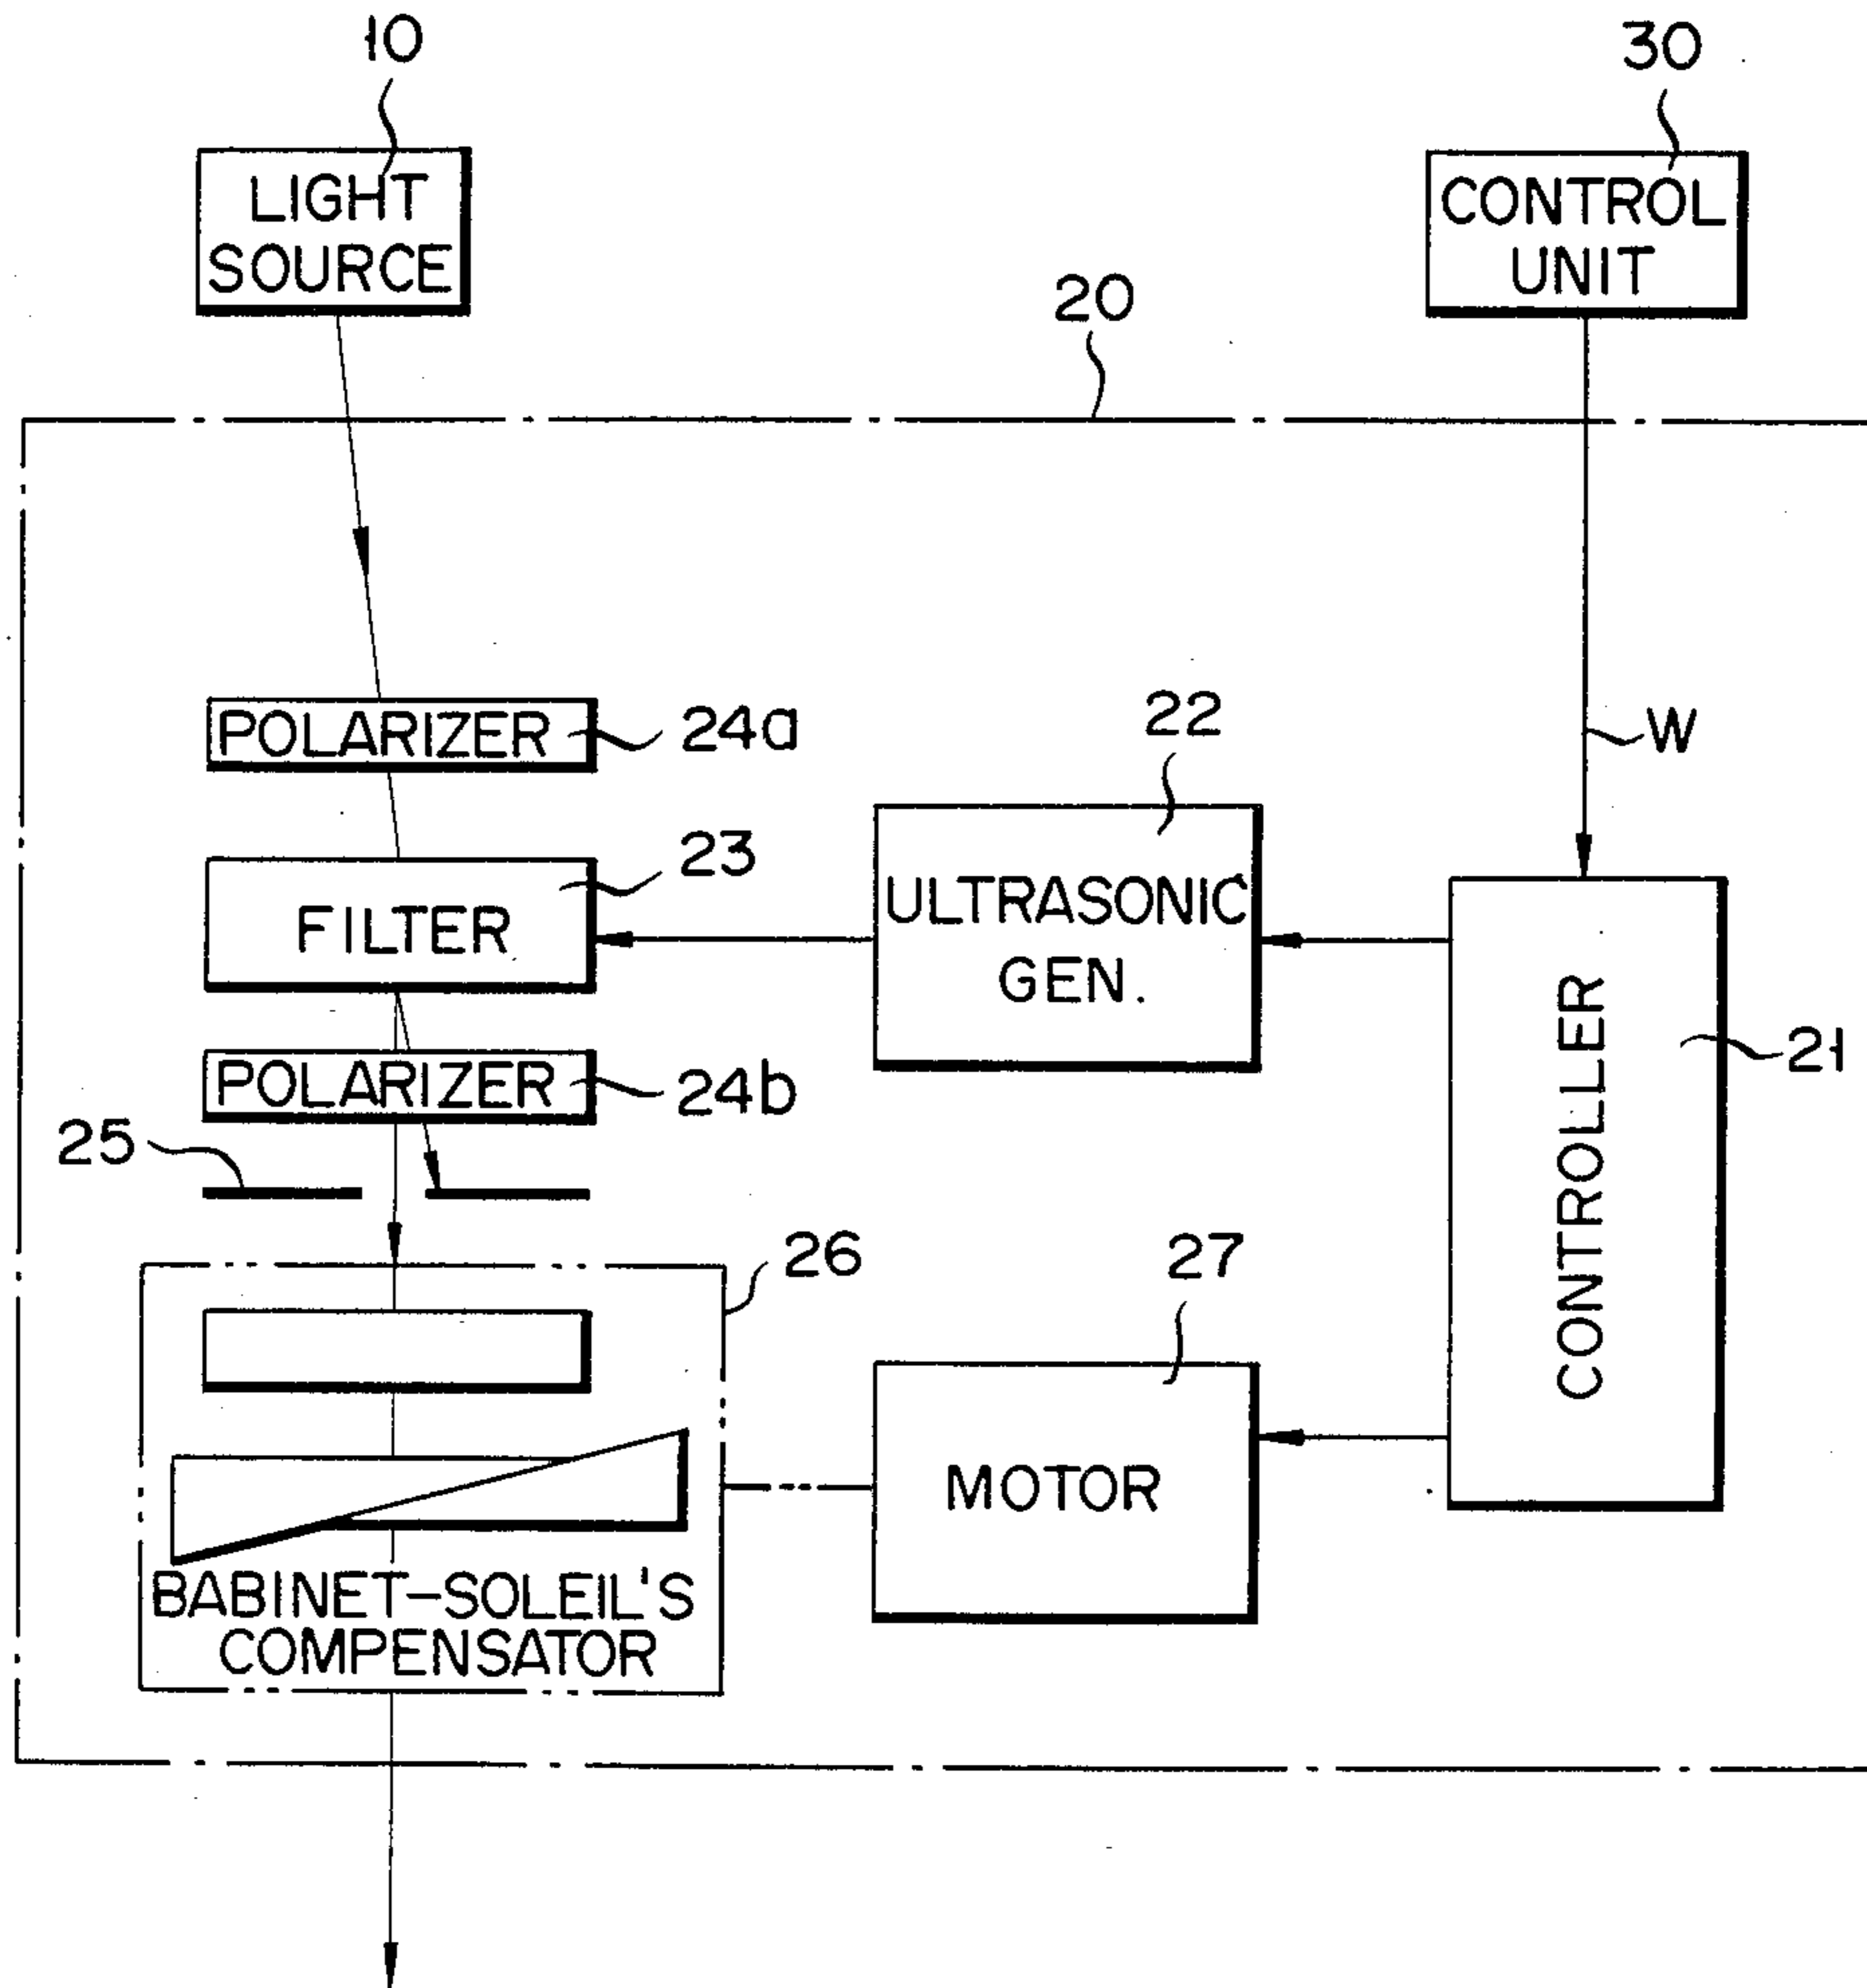 10
30
LIGHT
SOURCE
CONTROL
UNIT
20
W
POLARIZER
24a
22
23
FILTER
ULTRASONIC
GEN.
CONTROLLER
21
POLARIZER
24b
25
26
27
MOTOR
BABINET-SOLEIL'S
COMPENSATOR